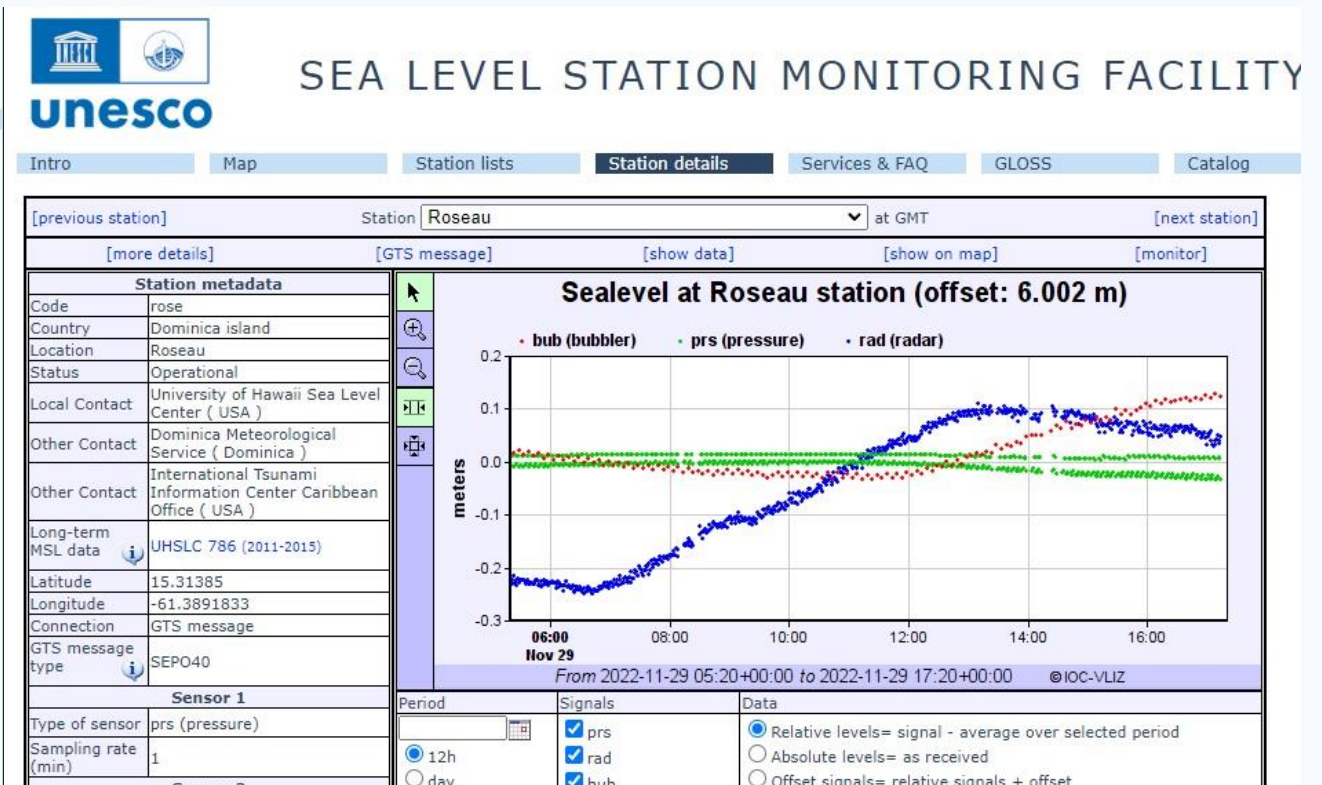 unesco
SEA LEVEL STATION MONITORING FACILITY
Intro Map Station lists Station details Services & FAQ GLOSS Catalog
[previous station] Station Roseau at GMT [next station]
[more details] [GTS message] [show data] [show on map] [monitor]
Station metadata
Code rose
Country Dominica island
Location Roseau
Status Operational
Local Contact University of Hawaii Sea Level
Center ( USA )
Other Contact Dominica Meteorological
Service ( Dominica )
Other Contact International Tsunami
Information Center Caribbean
Office ( USA )
Long-term
MSL data i UHSLC 786 (2011-2015)
Latitude 15.31385
Longitude -61.3891833
Connection GTS message
GTS message
type i SEPO40
Sensor 1
Type of sensor prs (pressure)
Sampling rate
(min) 1
Sealevel at Roseau station (offset: 6.002 m)
bub (bubbler) prs (pressure) rad (radar)
meters
0.2
0.1
0.0
-0.1
-0.2
-0.3
06:00 08:00 10:00 12:00 14:00 16:00
Nov 29
From 2022-11-29 05:20+00:00 to 2022-11-29 17:20+00:00 ©IOC-VLIZ
Period Signals Data
prs Relative levels= signal - average over selected period
12h rad Absolute levels= as received
day bub Offset signals= relative signals + offset